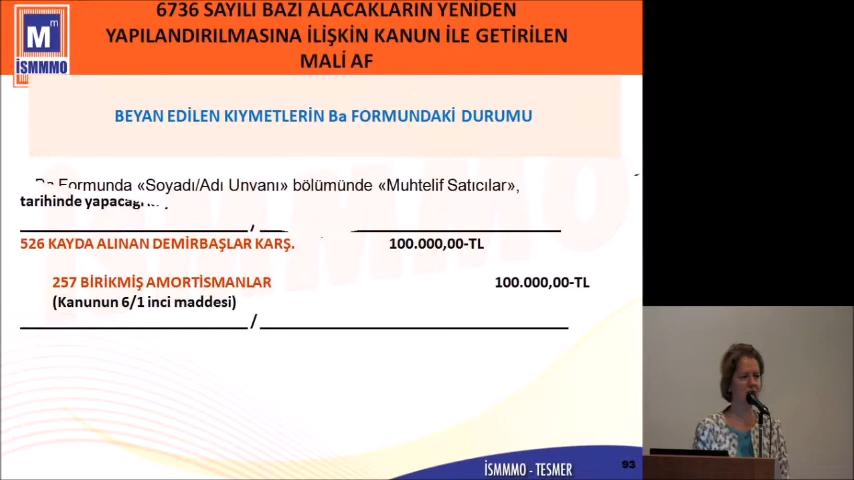 6736 SAYILI BAZI ALACAKLARIN YENİDEN
YAPILANDIRILMASINA İLİŞKİN KANUN İLE GETİRİLEN
MALİ AF
Mm
İSMMMO
BEYAN EDİLEN KIYMETLERİN Ba FORMUNDAKİ DURUMU
Ba Formunda «Soyadı/Adı Unvanı» bölümünde «Muhtelif Satıcılar»,
tarihinde
/
526 KAYDA ALINAN DEMİRBAŞLAR KARŞ. 100.000,00-TL
257 BİRİKMİŞ AMORTİSMANLAR 100.000,00-TL
(Kanunun 6/1 inci maddesi)
/
İSMMMO - TESMER
93